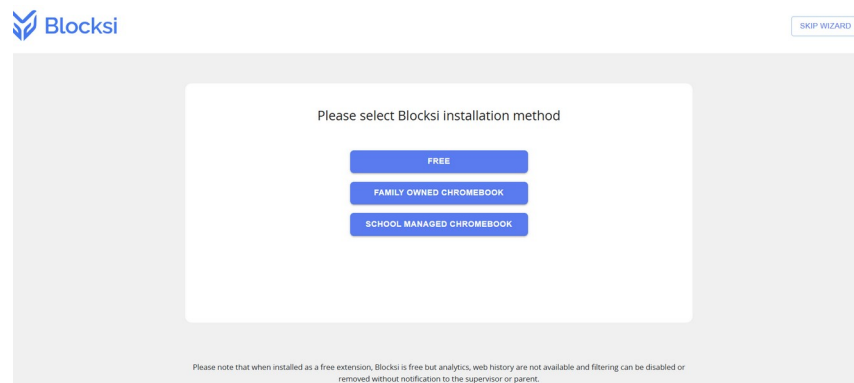 Blocksi
SKIP WIZARD
Please select Blocksi installation method
FREE
FAMILY OWNED CHROMEBOOK
SCHOOL MANAGED CHROMEBOOK
Please note that when installed as a free extension, Blocksi is free but analytics, web history are not available and filtering can be disabled or
removed without notification to the supervisor or parent.